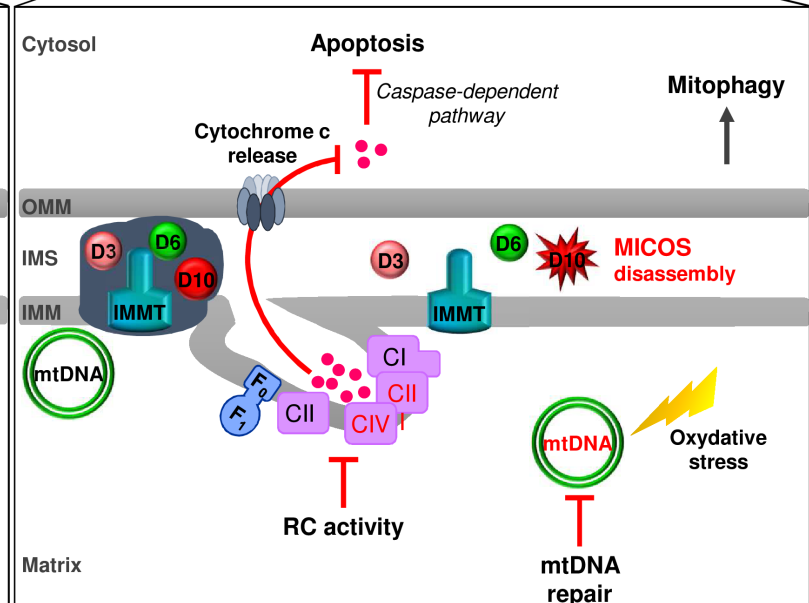 Cytosol
Apoptosis
Caspase-dependent
pathway
Mitophagy
Cytochrome c
release
OMM
IMS
IMM
D3
D6
D10
IMMT
D3
D6
D10
IMMT
MICOS
disassembly
mtDNA
F0
F1
CII
CI
CII
I
CIV
mtDNA
Oxydative
stress
RC activity
mtDNA
repair
Matrix